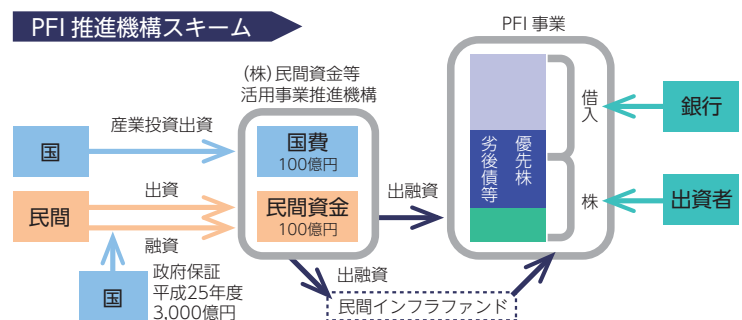 PFI 推進機構スキーム
PFI 事業
(株)民間資金等
活用事業推進機構
産業投資出資
国
国費
100億円
出資
民間
民間資金
100億円
融資
国
政府保証
平成25年度
3,000億円
出融資
出融資
民間インフラファンド
優先株
劣後債等
借入
株
銀行
出資者